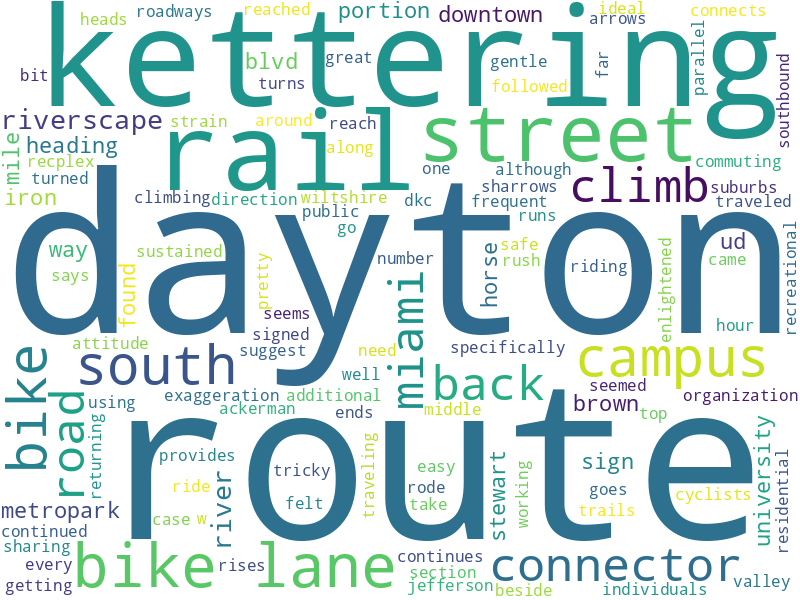 kettering
heads
roadways
reached
portion
downtown
ideal
arrows
connects
bit
blvd
turns
great
gentle
followed
far
parallel
southbound
riverscape
strain
around
reach
rail
street
mile
heading
recplex
turned
iron
along
one
although
commuting
climb
suburbs
traveled
sharrows
frequent
climbing
direction
wiltshire
public
go
dkc
runs
dayton
way
says
sustained
found
pretty
number
horse
safe
rush
riding
enlightened
ud
came
recreational
hour
seems
signed
suggest
attitude
miami
need
well
specifically
south
back
campus
seemed
organization
bike
road
using
returning
exaggeration
ackerman
additional
ends
middle
brown
top
route
provides
tricky
traveling
easy
rode
take
stewart
working
sign
goes
cyclists
trails
university
residential
metropark
river
ride
case
w
felt
continued
sharing
every
getting
rises
bike lane
continues
section
jefferson
connector
beside
individuals
valley